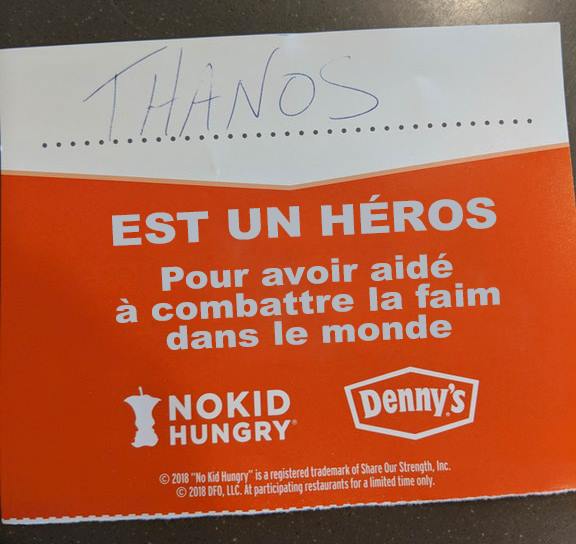 THANOS
EST UN HÉROS
Pour avoir aidé
à combattre la faim
dans le monde
NOKID
HUNGRY®
Denny's
© 2018 "No Kid Hungry" is a registered trademark of Share Our Strength, Inc.
© 2018 DFO, LLC. At participating restaurants for a limited time only.